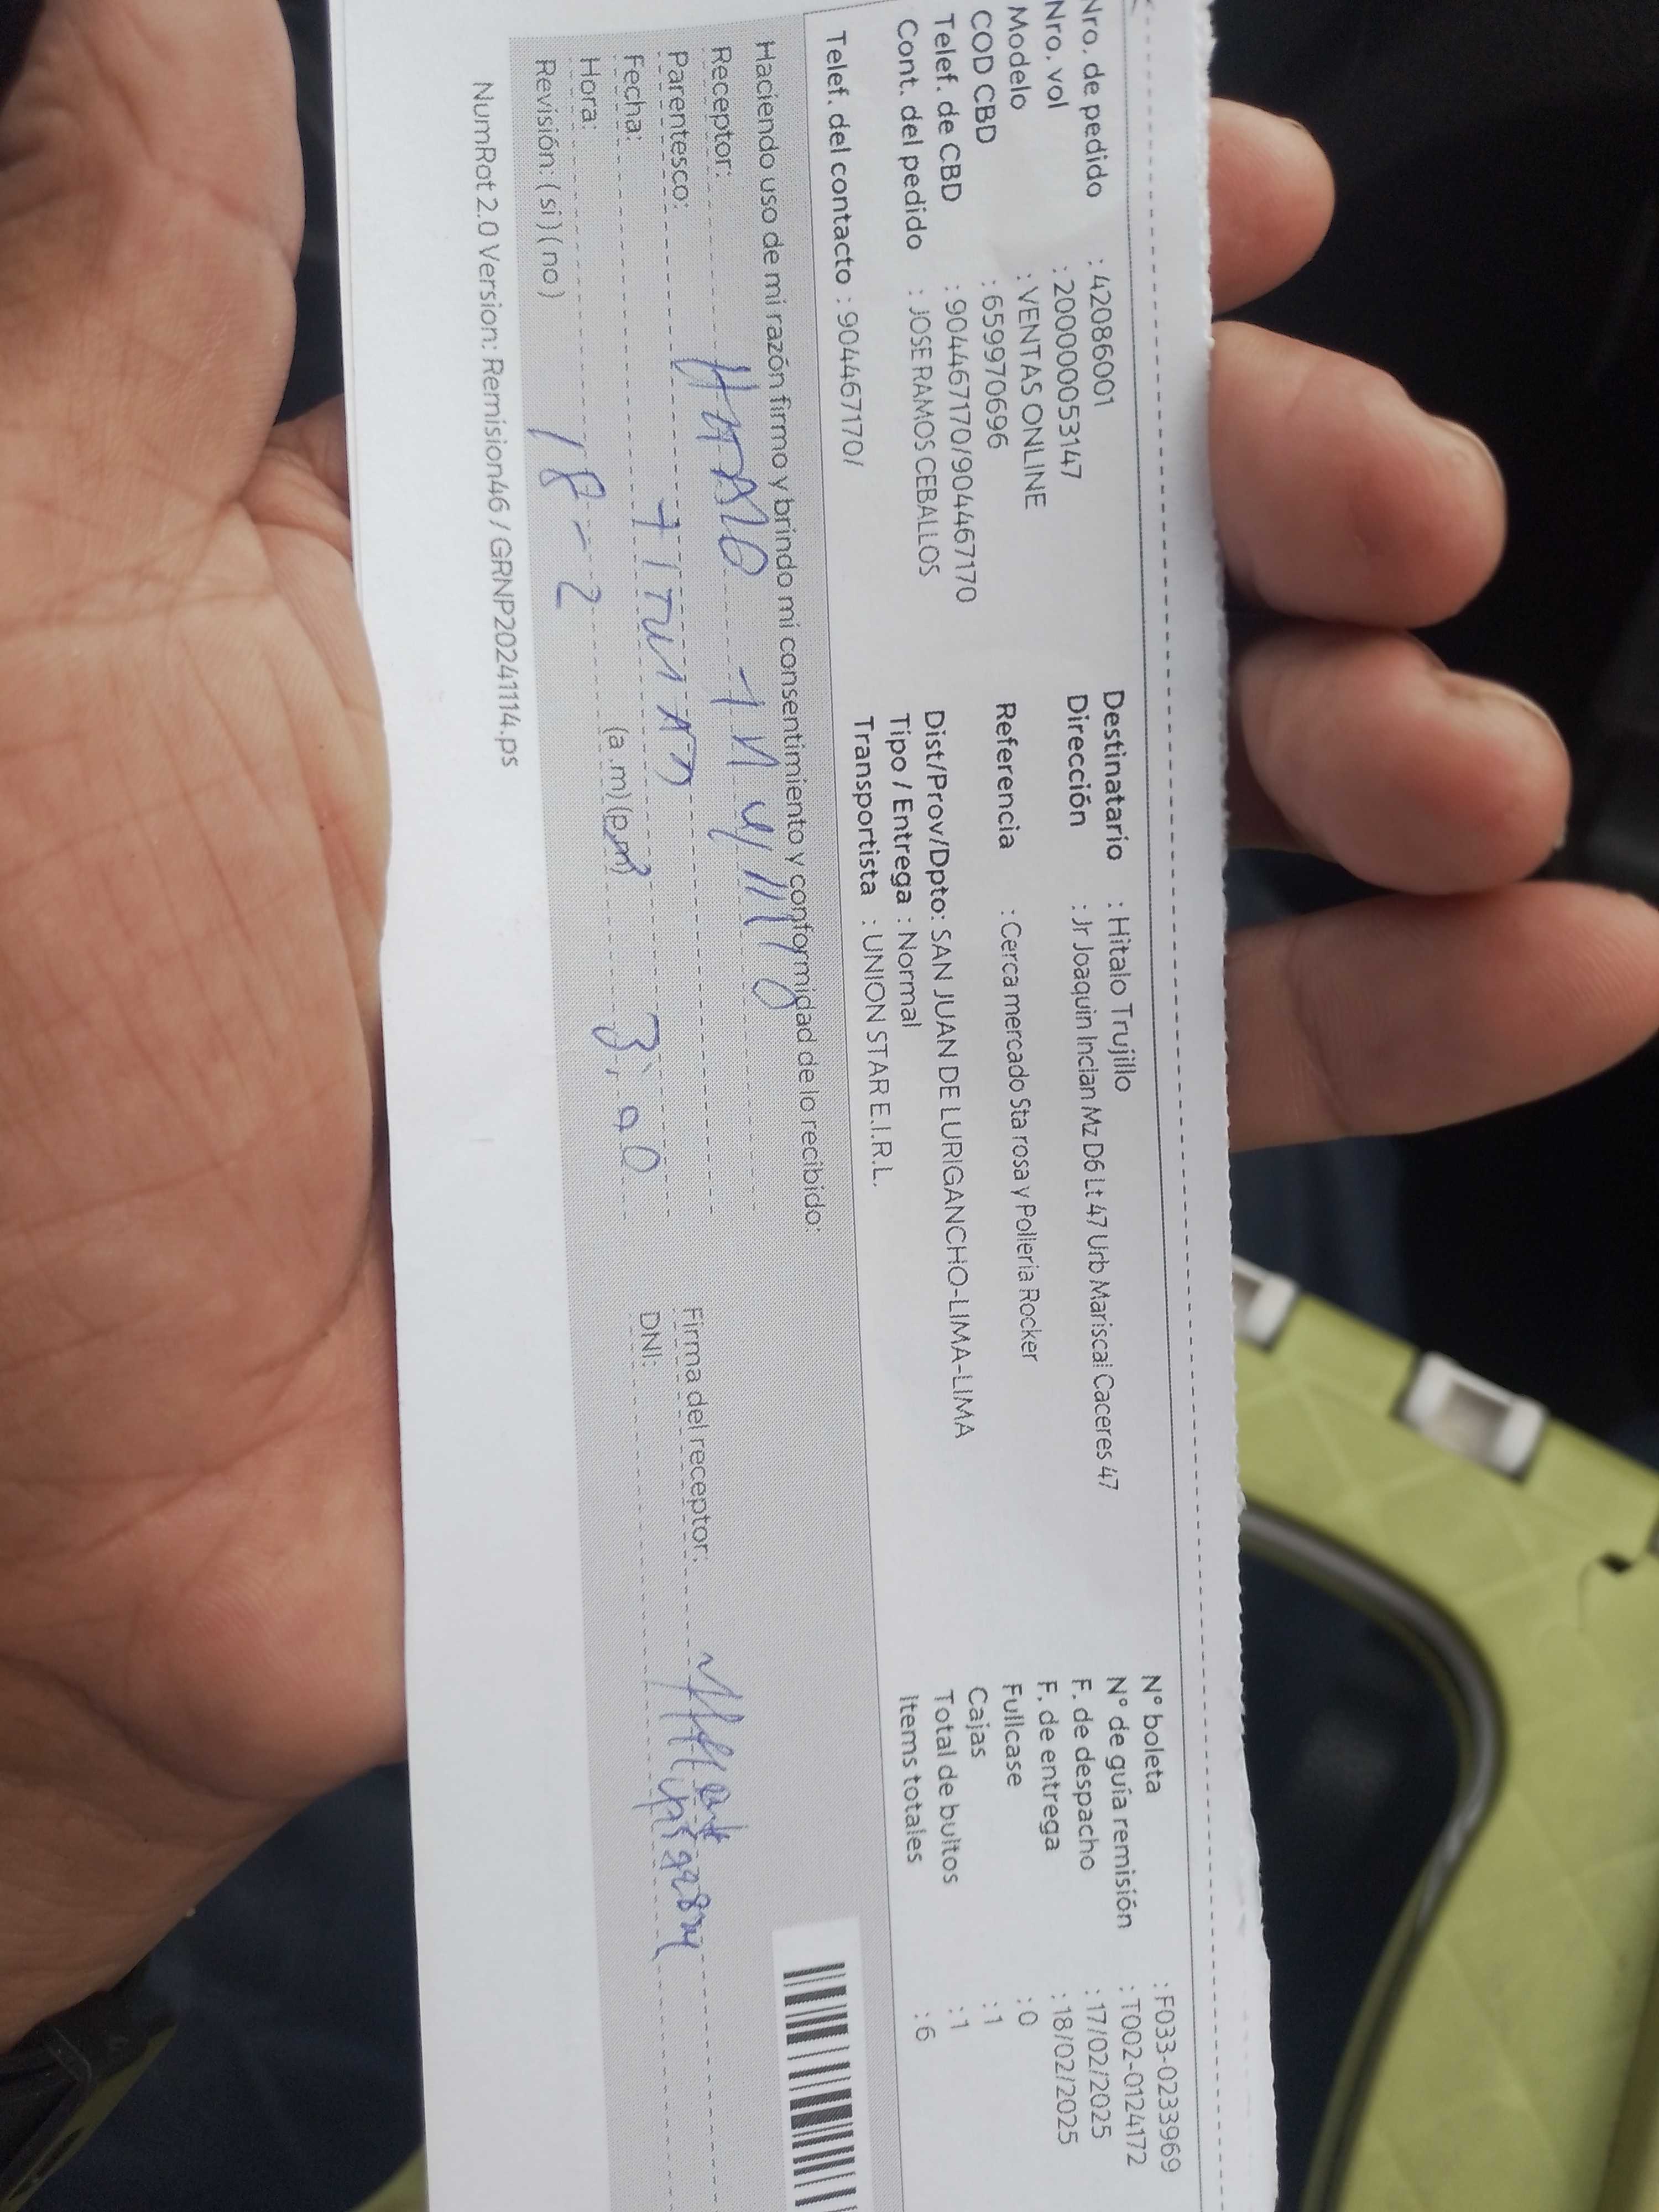 Nro. de pedido : 42086001
Nro. vol : 20000053147
Modelo : VENTAS ONLINE
COD CBD : 659970696
Telef. de CBD : 904467170/904467170
Cont. del pedido : JOSE RAMOS CEBALLOS
Telef. del contacto : 904467170/
Destinatario : Hitalo Trujillo
Dirección : Jr Joaquin Inclan Mz D6 Lt 47 Urb Mariscal Caceres 47
Referencia : Cerca mercado Sta rosa y Polleria Rocker
Dist/Prov/Dpto: SAN JUAN DE LURIGANCHO-LIMA-LIMA
Tipo / Entrega : Normal
Transportista : UNION STAR E.I.R.L.
N° boleta : F033-0233969
N° de guia remisión : T002-0124172
F. de despacho : 17/02/2025
F. de entrega : 18/02/2025
Fullcase : 0
Cajas : 1
Total de bultos : 1
Items totales : 6
Haciendo uso de mi razón firmo y brindo mi consentimiento y conformidad de lo recibido:
Receptor:
Parentesco:
Fecha: 18-2
Hora: (a.m) (p.m)
Revisión: (si) (no)
Firma del receptor:
DNI:
NumRot 2.0 Version: Remision46 / GRNP20241114.ps